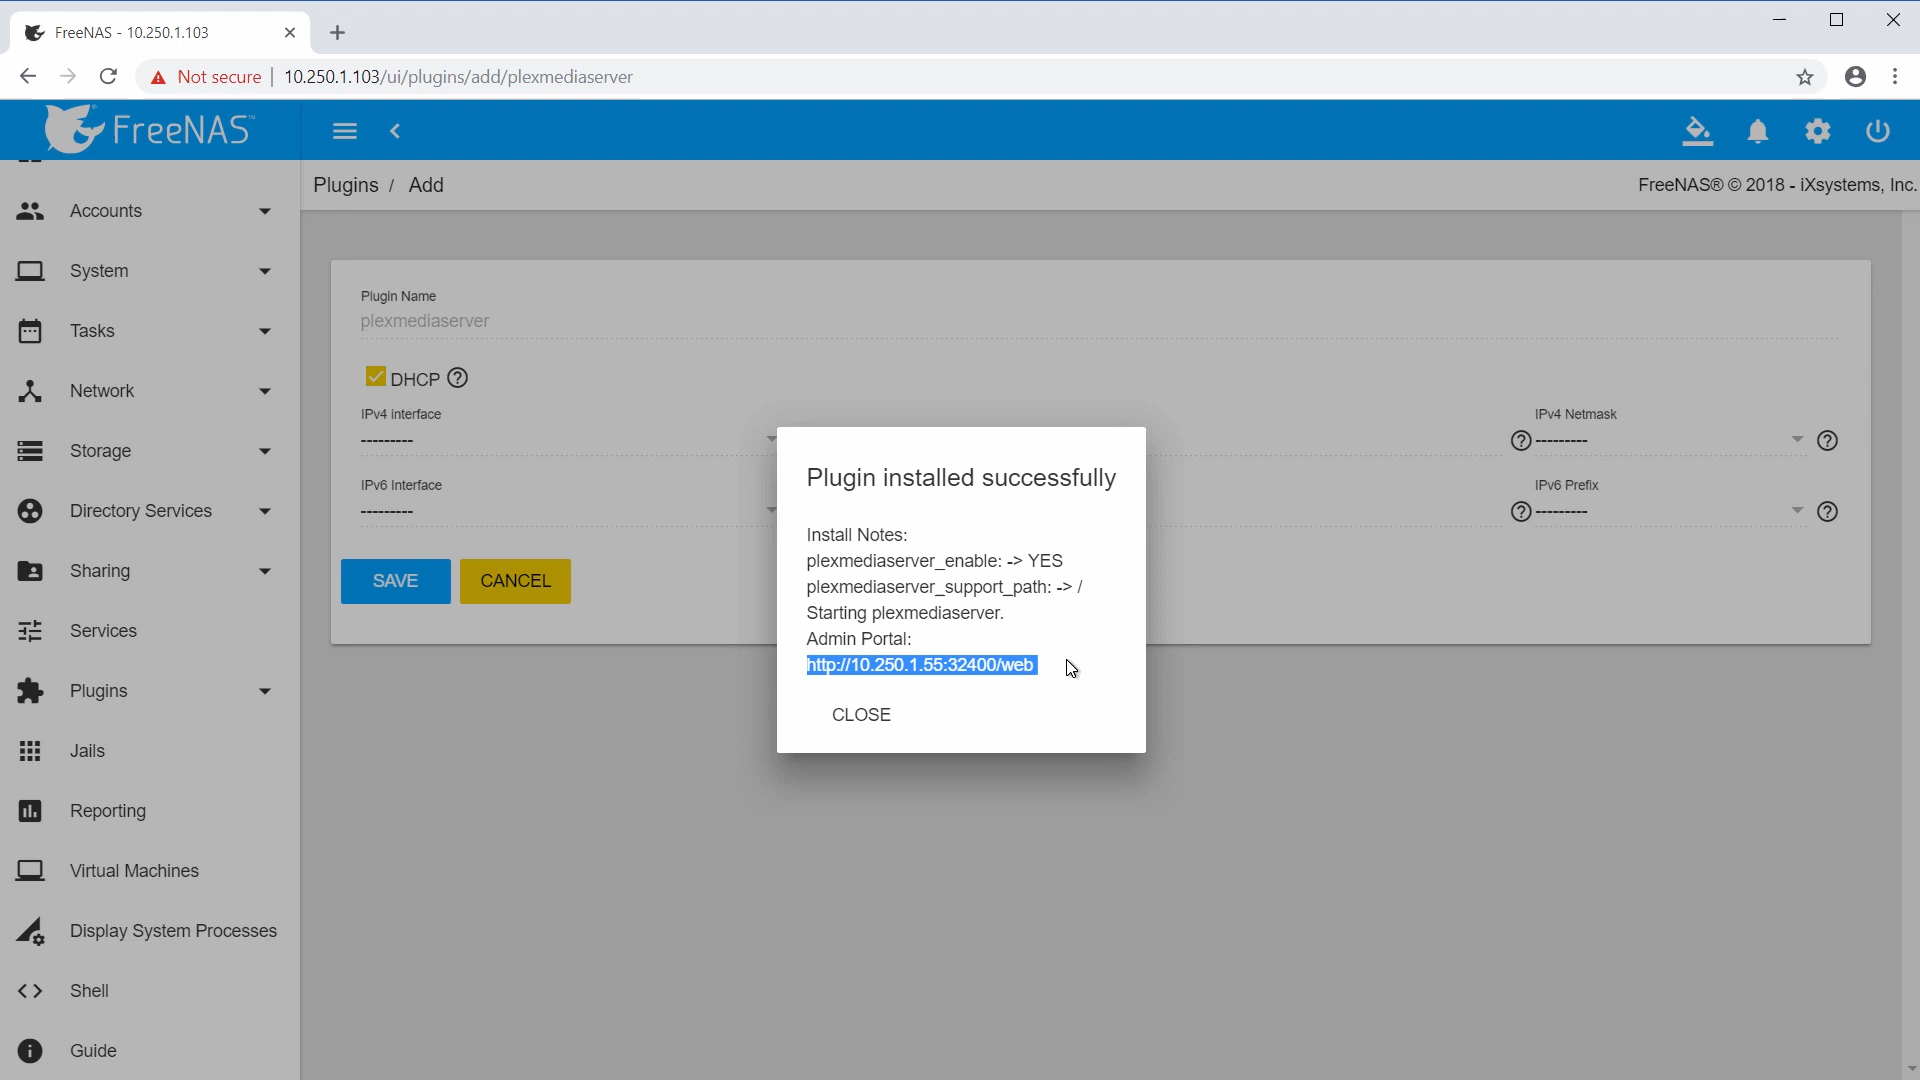 FreeNAS - 10.250.1.103
Not secure | 10.250.1.103/ui/plugins/add/plexmediaserver
FreeNAS™
Plugins / Add
FreeNAS® © 2018 - iXsystems, Inc.
Accounts
System
Tasks
Network
Storage
Directory Services
Sharing
Services
Plugins
Jails
Reporting
Virtual Machines
Display System Processes
Shell
Guide
Plugin Name
plexmediaserver
DHCP
IPv4 interface
---------
IPv4 Netmask
---------
IPv6 Interface
---------
IPv6 Prefix
---------
SAVE
CANCEL
Plugin installed successfully
Install Notes:
plexmediaserver_enable: -> YES
plexmediaserver_support_path: -> /
Starting plexmediaserver.
Admin Portal:
http://10.250.1.55:32400/web
CLOSE